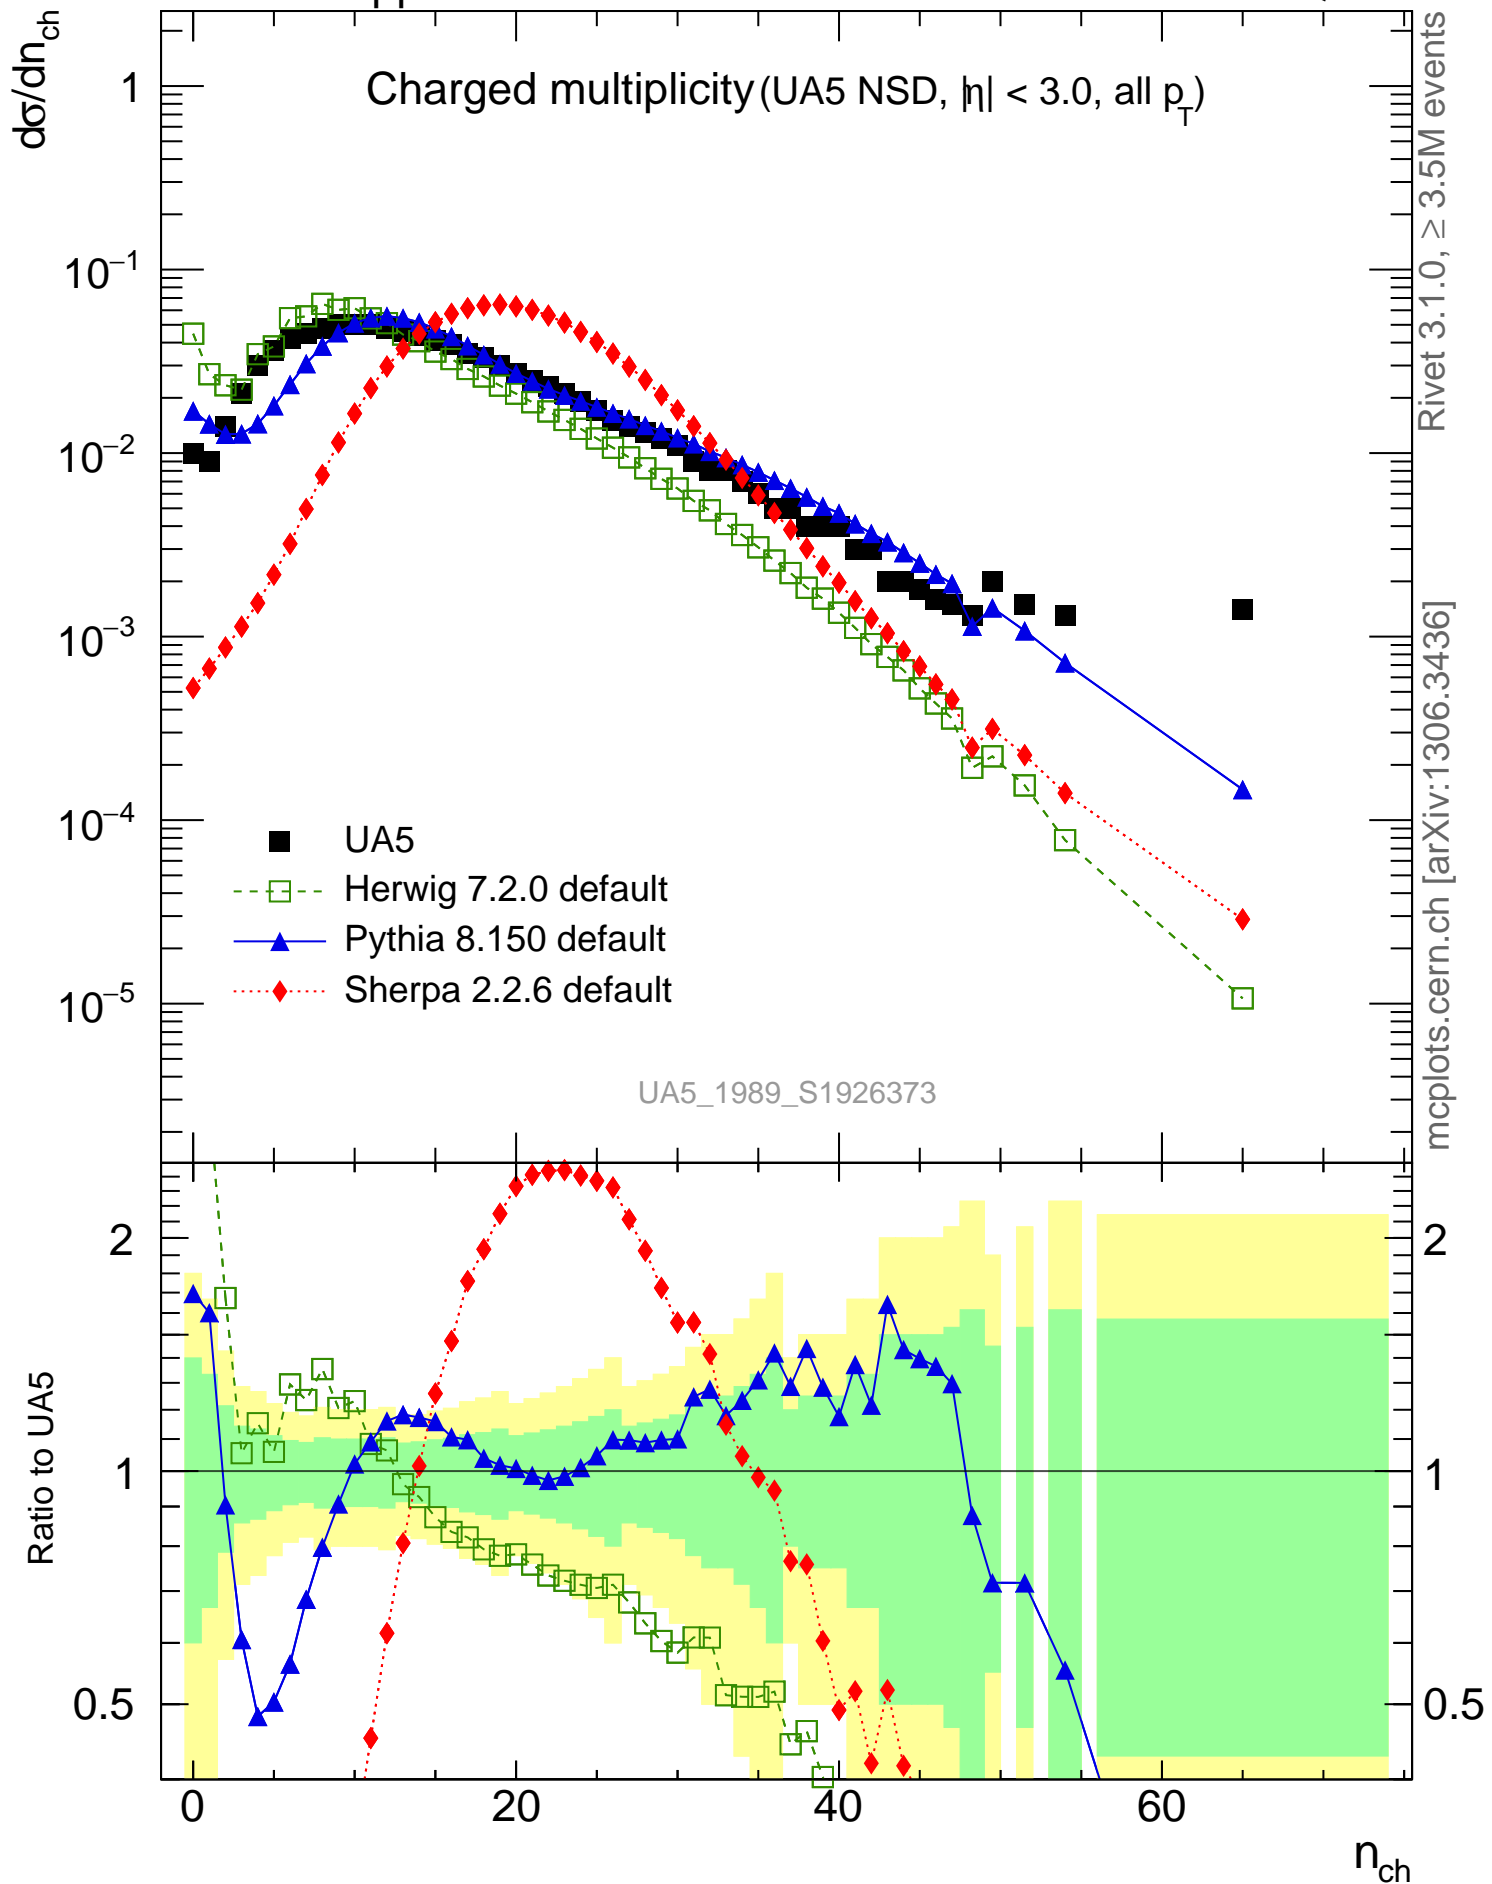 dσ/dn_ch
Charged multiplicity (UA5 NSD, |η| < 3.0, all p_T)
1
10⁻¹
10⁻²
10⁻³
10⁻⁴
10⁻⁵
UA5
Herwig 7.2.0 default
Pythia 8.150 default
Sherpa 2.2.6 default
UA5_1989_S1926373
Rivet 3.1.0, ≥ 3.5M events
mcplots.cern.ch [arXiv:1306.3436]
Ratio to UA5
2 2
1 1
0.5 0.5
0 20 40 60
n_ch